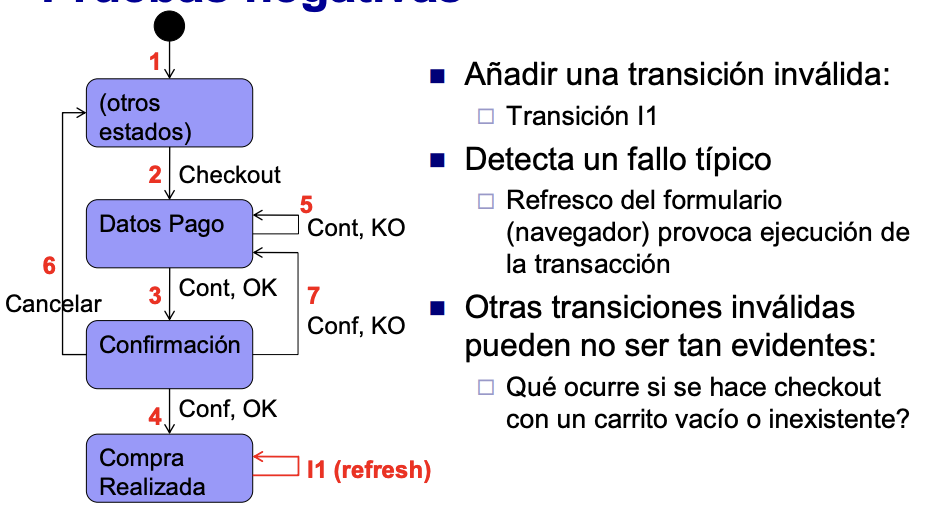 Pruebas negativas
1
(otros
estados)
2 Checkout
Datos Pago
5
Cont, KO
6
Cancelar
3 Cont, OK
7
Conf, KO
Confirmación
4 Conf, OK
Compra
Realizada
I1 (refresh)
Añadir una transición inválida:
Transición I1
Detecta un fallo típico
Refresco del formulario
(navegador) provoca ejecución de
la transacción
Otras transiciones inválidas
pueden no ser tan evidentes:
Qué ocurre si se hace checkout
con un carrito vacío o inexistente?